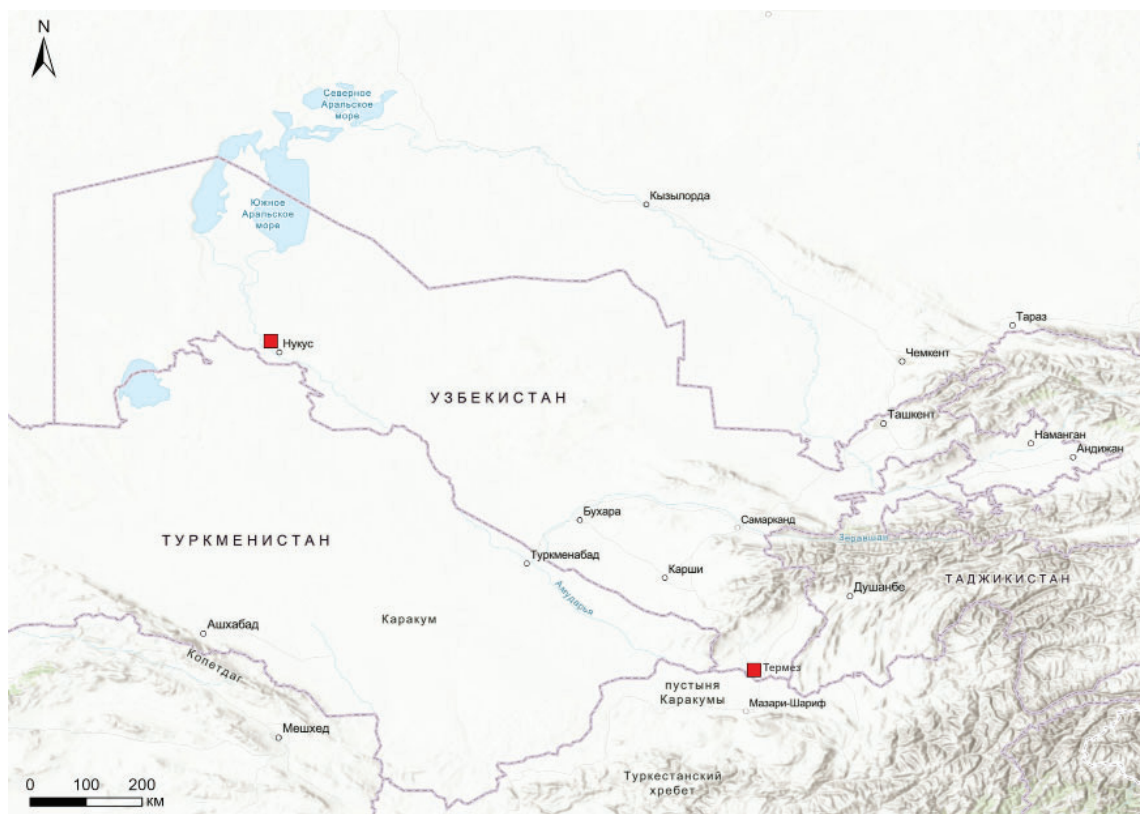 N
Северное
Аральское
море
Южное
Аральское
море
Кызылорда
Тараз
Нукус
Чемкент
УЗБЕКИСТАН
Ташкент
Наманган
Андижан
Бухара
Самарканд
Зеравшан
ТУРКМЕНИСТАН
Туркменабад
Карши
ТАДЖИКИСТАН
Душанбе
Амударья
Каракум
Ашхабад
Копетдаг
Термез
пустыня
Каракумы
Мазари-Шариф
Мешхед
Туркестанский
хребет
0 100 200
КМ